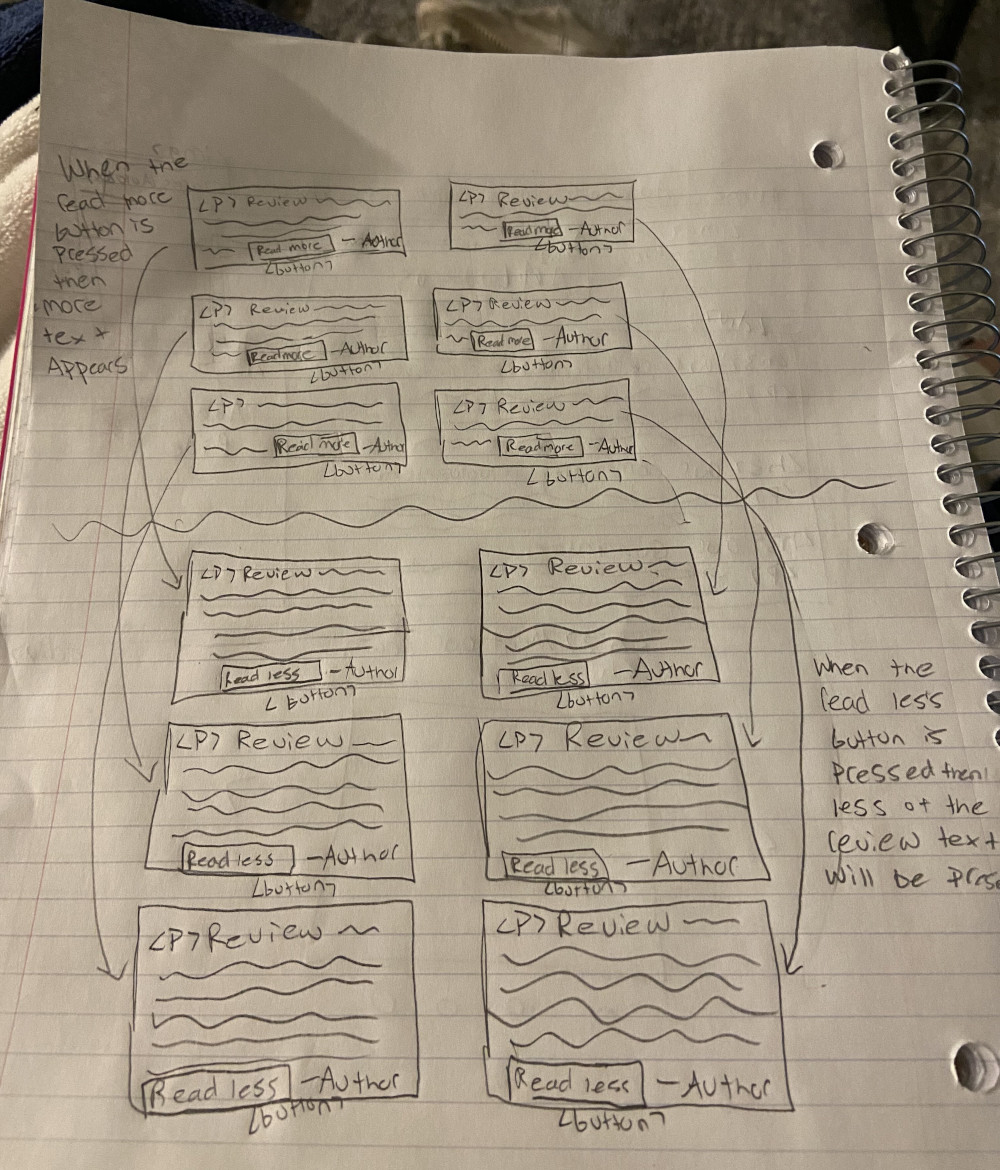 When the
read more
button is
pressed
then
more
text
Appears
<P> Review
Read more - Author
<button>
<P> Review
Read more - Author
<button>
<P> Review
Read more - Author
<button>
<P> Review
Read more - Author
<button>
<P>
Read more - Author
<button>
<P> Review
Read more - Author
<button>
<P> Review
Read less - Author
<button>
<P> Review
Read less - Author
<button>
<P> Review
Read less - Author
<button>
<P> Review
Read less - Author
<button>
<P> Review
Read less - Author
<button>
<P> Review
Read less - Author
<button>
When the
read less
button is
pressed then
less of the
review text
will be